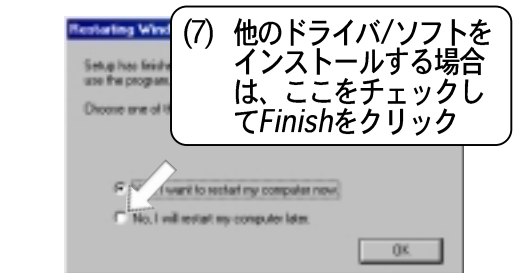 Restarting Wind
(7) 他のドライバ/ソフトを
インストールする場合
は、ここをチェックし
てFinishをクリック
Setup has finishe
use the program,
Choose one of th
I want to restart my computer now.
No, I will restart my computer later.
OK